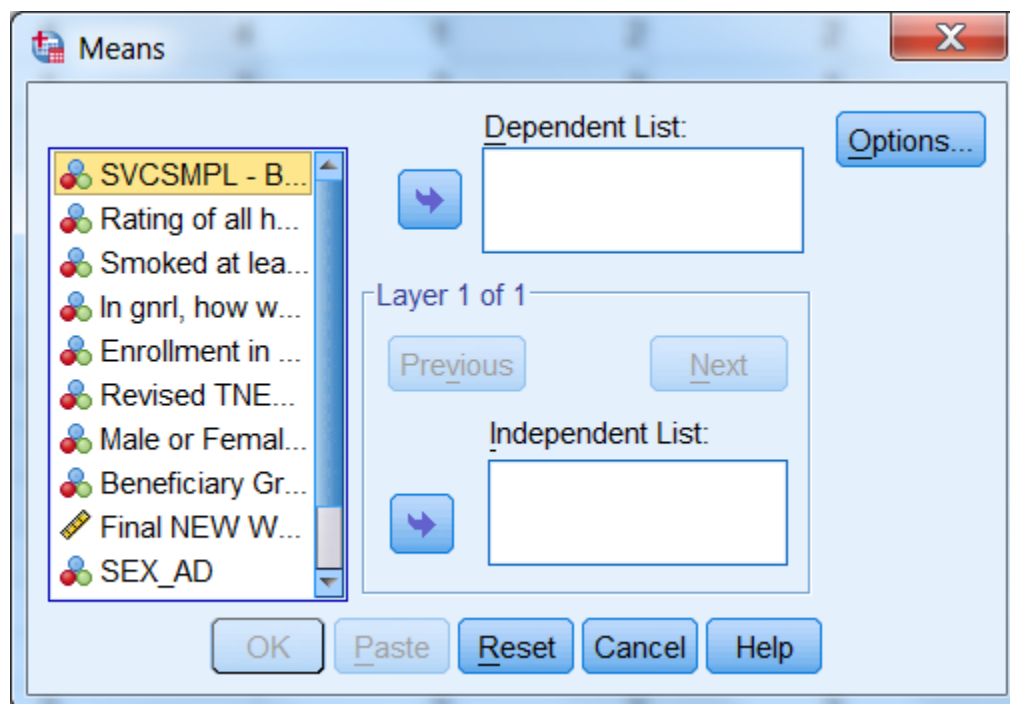 Means
X
Dependent List:
Options...
SVCSMPL - B...
Rating of all h...
Smoked at lea...
In gnrl, how w...
Enrollment in ...
Revised TNE...
Male or Femal...
Beneficiary Gr...
Final NEW W...
SEX_AD
Layer 1 of 1
Previous
Next
Independent List:
OK
Paste
Reset
Cancel
Help